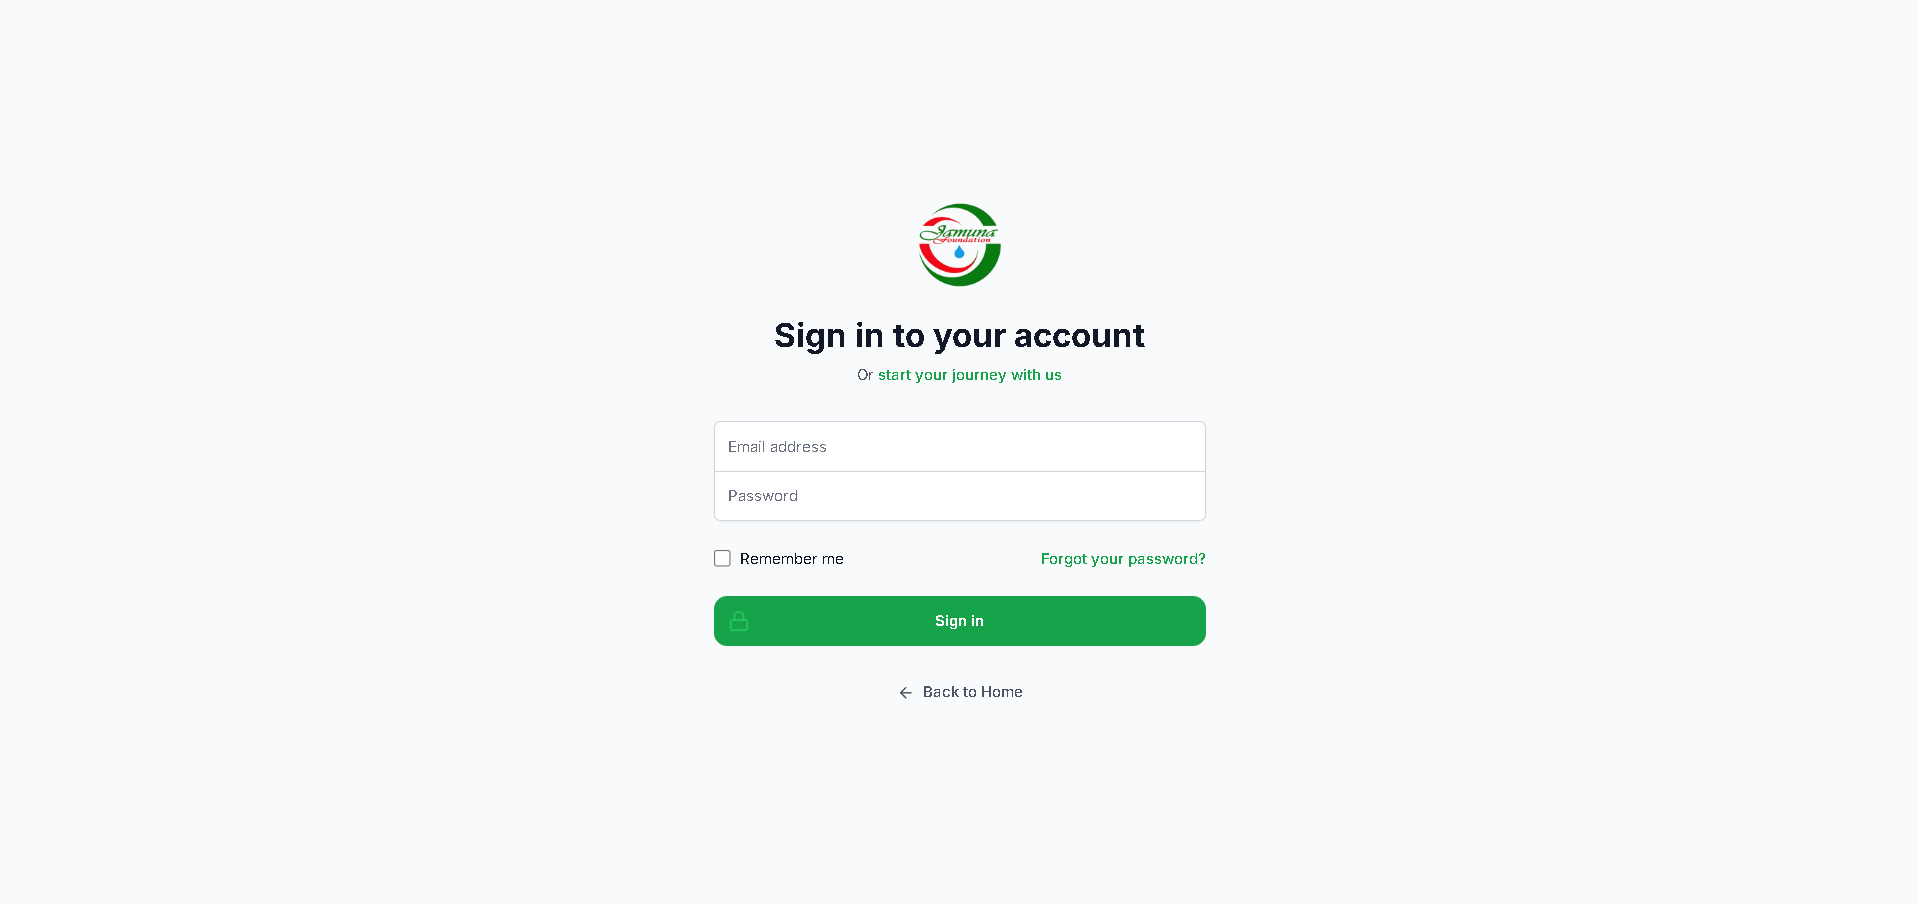 Jamuna
Foundation
Sign in to your account
Or start your journey with us
Email address
Password
Remember me
Forgot your password?
Sign in
Back to Home